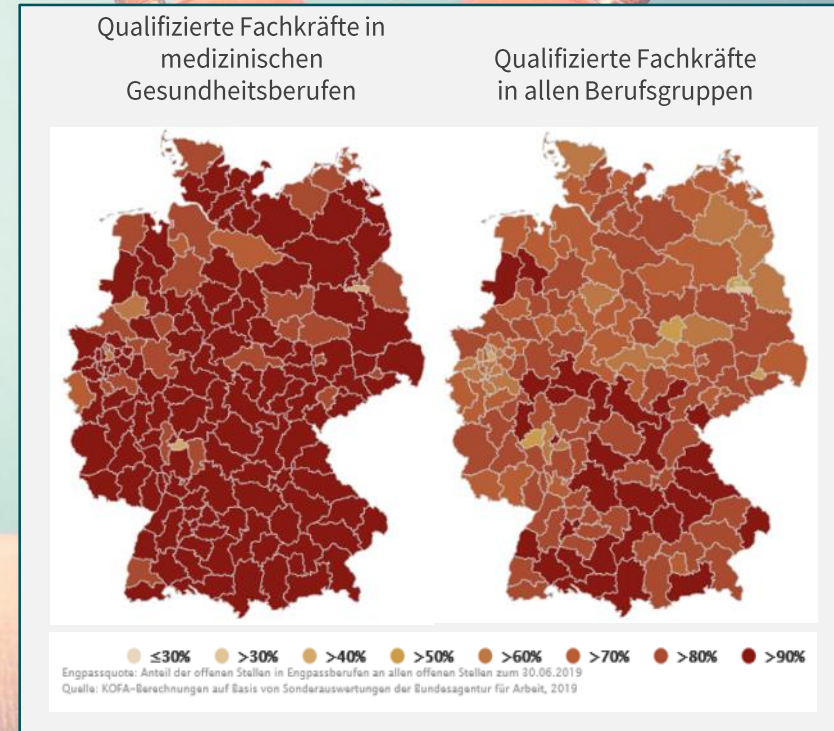 Qualifizierte Fachkräfte in
medizinischen
Gesundheitsberufen
Qualifizierte Fachkräfte
in allen Berufsgruppen
≤30% >30% >40% >50% >60% >70% >80% >90%
Engpassquote: Anteil der offenen Stellen in Engpassberufen an allen offenen Stellen zum 30.06.2019
Quelle: KOFA-Berechnungen auf Basis von Sonderauswertungen der Bundesagentur für Arbeit, 2019